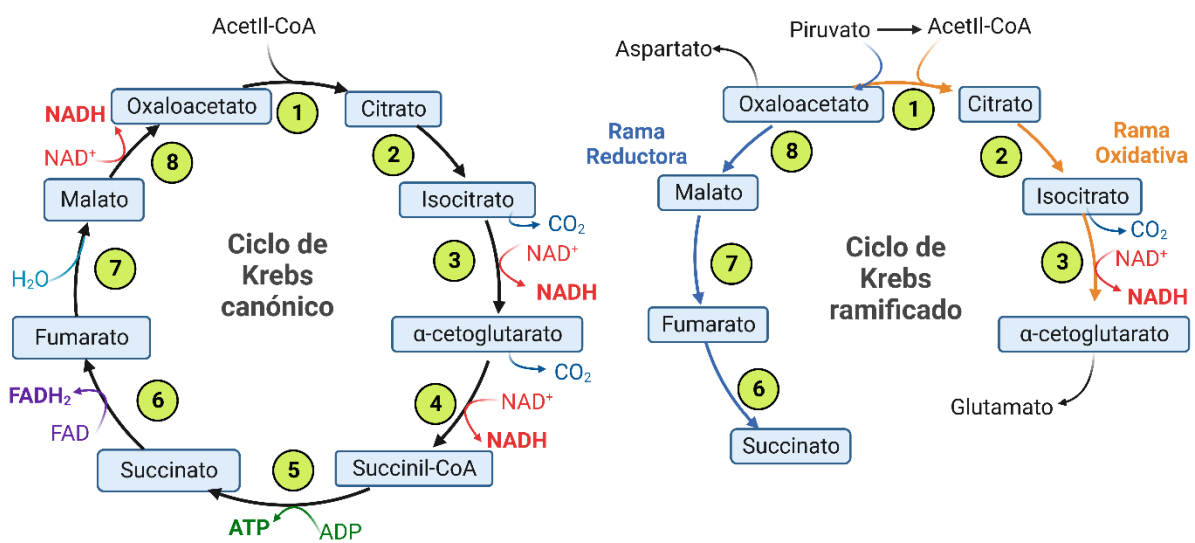 AcetIl-CoA
Oxaloacetato
1
Citrato
2
Isocitrato
CO₂
3
NAD⁺
NADH
α-cetoglutarato
CO₂
4
NAD⁺
NADH
Succinil-CoA
5
ATP
ADP
Succinato
6
FADH₂
FAD
Fumarato
7
H₂O
Malato
8
NADH
NAD⁺
Ciclo de
Krebs
canónico
Piruvato
AcetIl-CoA
Aspartato
Oxaloacetato
1
Citrato
Rama
Reductora
8
Malato
7
Fumarato
6
Succinato
2
Rama
Oxidativa
Isocitrato
CO₂
3
NAD⁺
NADH
α-cetoglutarato
Glutamato
Ciclo de
Krebs
ramificado